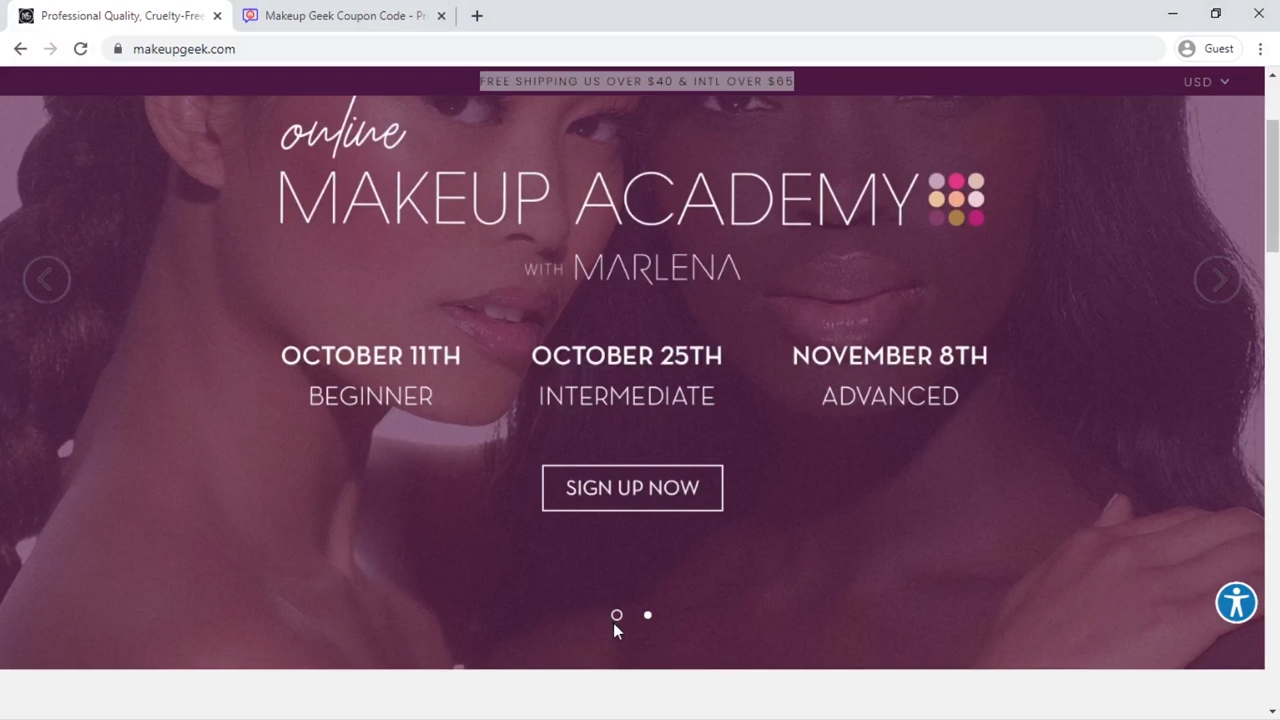 Professional Quality, Cruelty-Free
Makeup Geek Coupon Code - Pr
makeupgeek.com
Guest
FREE SHIPPING US OVER $40 & INTL OVER $65
USD
online
MAKEUP ACADEMY
WITH MARLENA
OCTOBER 11TH
BEGINNER
OCTOBER 25TH
INTERMEDIATE
NOVEMBER 8TH
ADVANCED
SIGN UP NOW